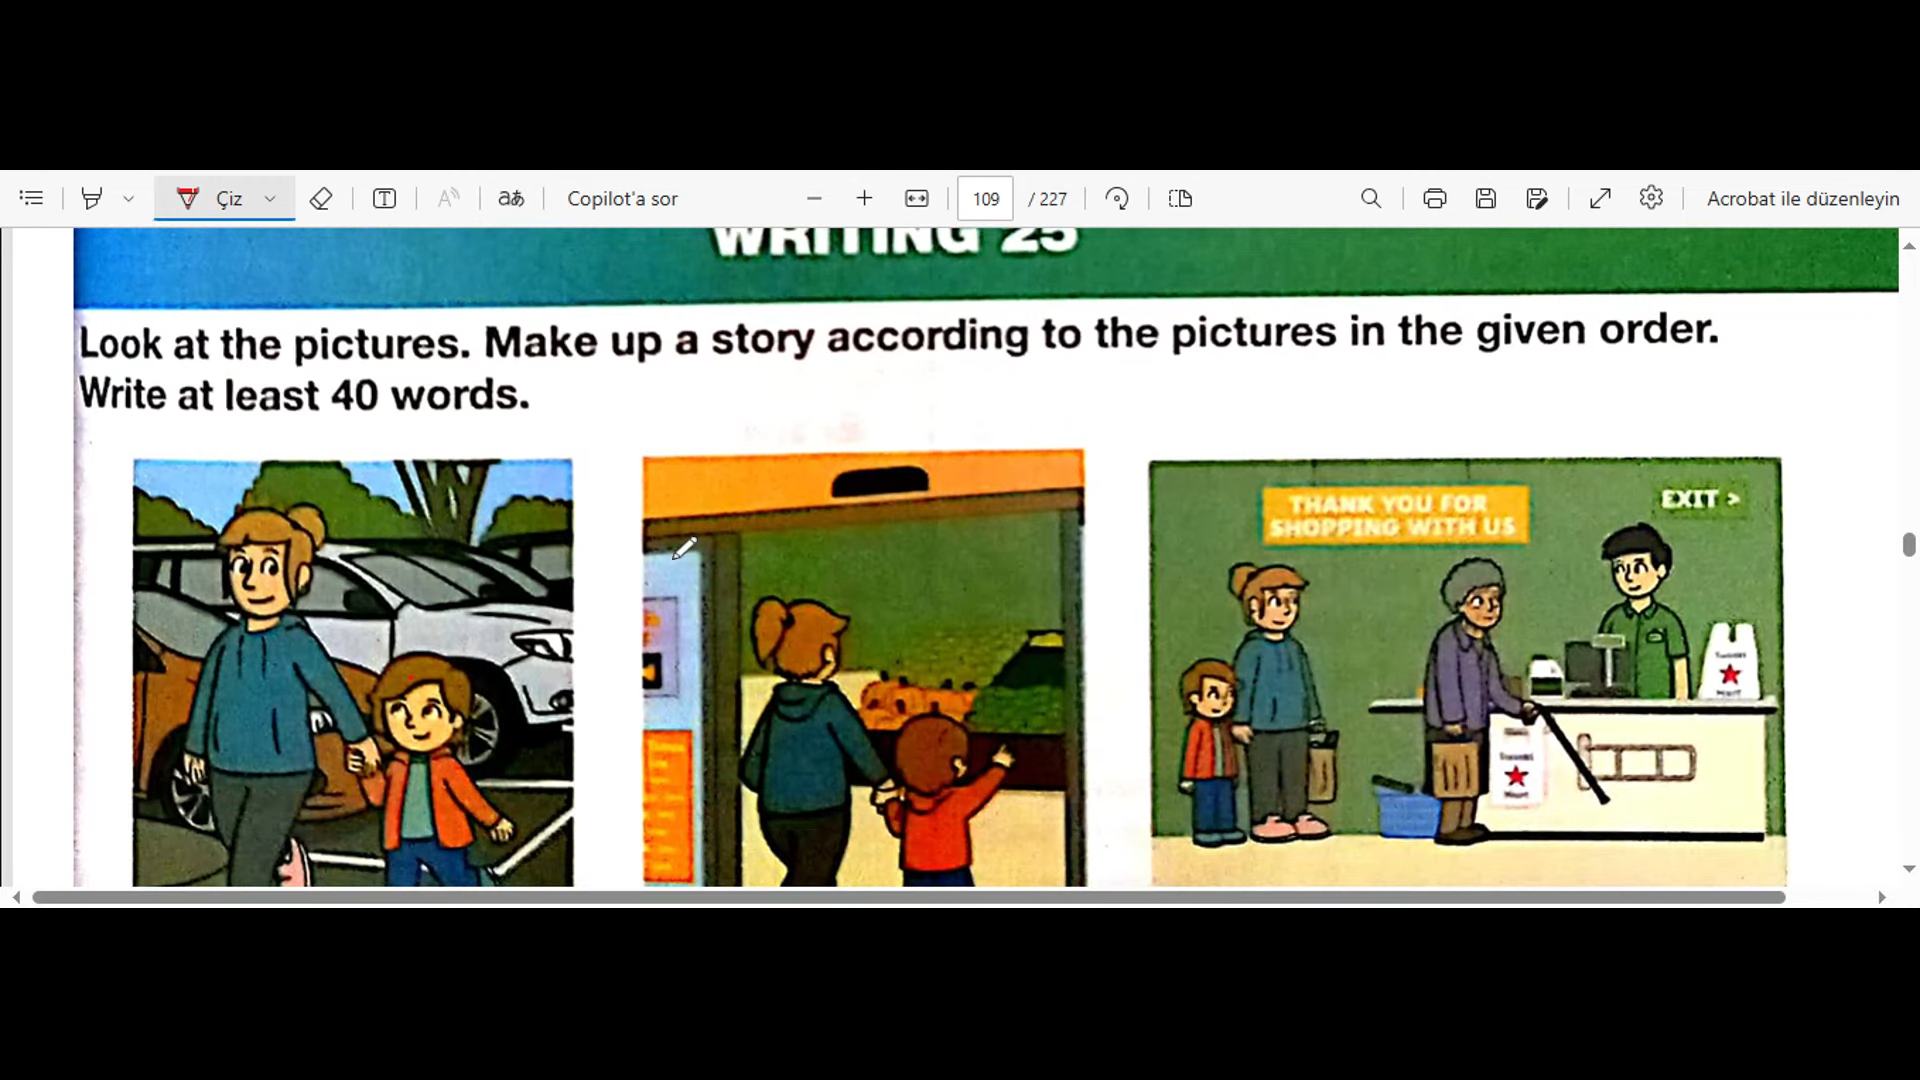 Çiz
Copilot'a sor
109 / 227
Acrobat ile düzenleyin
WRITING 25
Look at the pictures. Make up a story according to the pictures in the given order.
Write at least 40 words.
THANK YOU FOR
SHOPPING WITH US
EXIT >